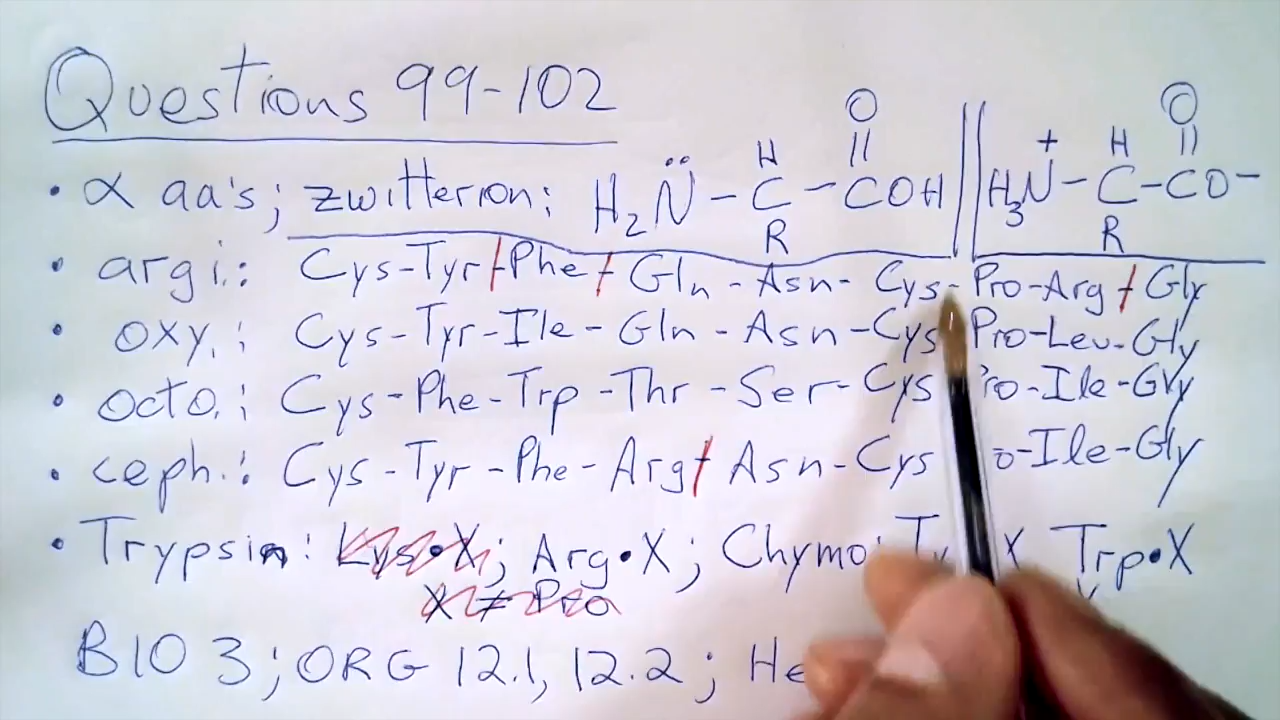 Questions 99-102
• α aa's; zwitterion: H₂N̈ - C - COH || H₃N⁺ - C - CO⁻
H O H O
R R
• argi.: Cys-Tyr-Phe-Gln-Asn-Cys-Pro-Arg-Gly
• oxy.: Cys-Tyr-Ile-Gln-Asn-Cys Pro-Leu-Gly
• octo.: Cys-Phe-Trp-Thr-Ser-Cys Ile-Gly
• ceph.: Cys-Tyr-Phe-Arg-Asn-Cys Ile-Gly
• Trypsin: Lys•X; Arg•X; Chymo: X Trp•X
X ≠ Pro
BIO 3; ORG 12.1, 12.2;